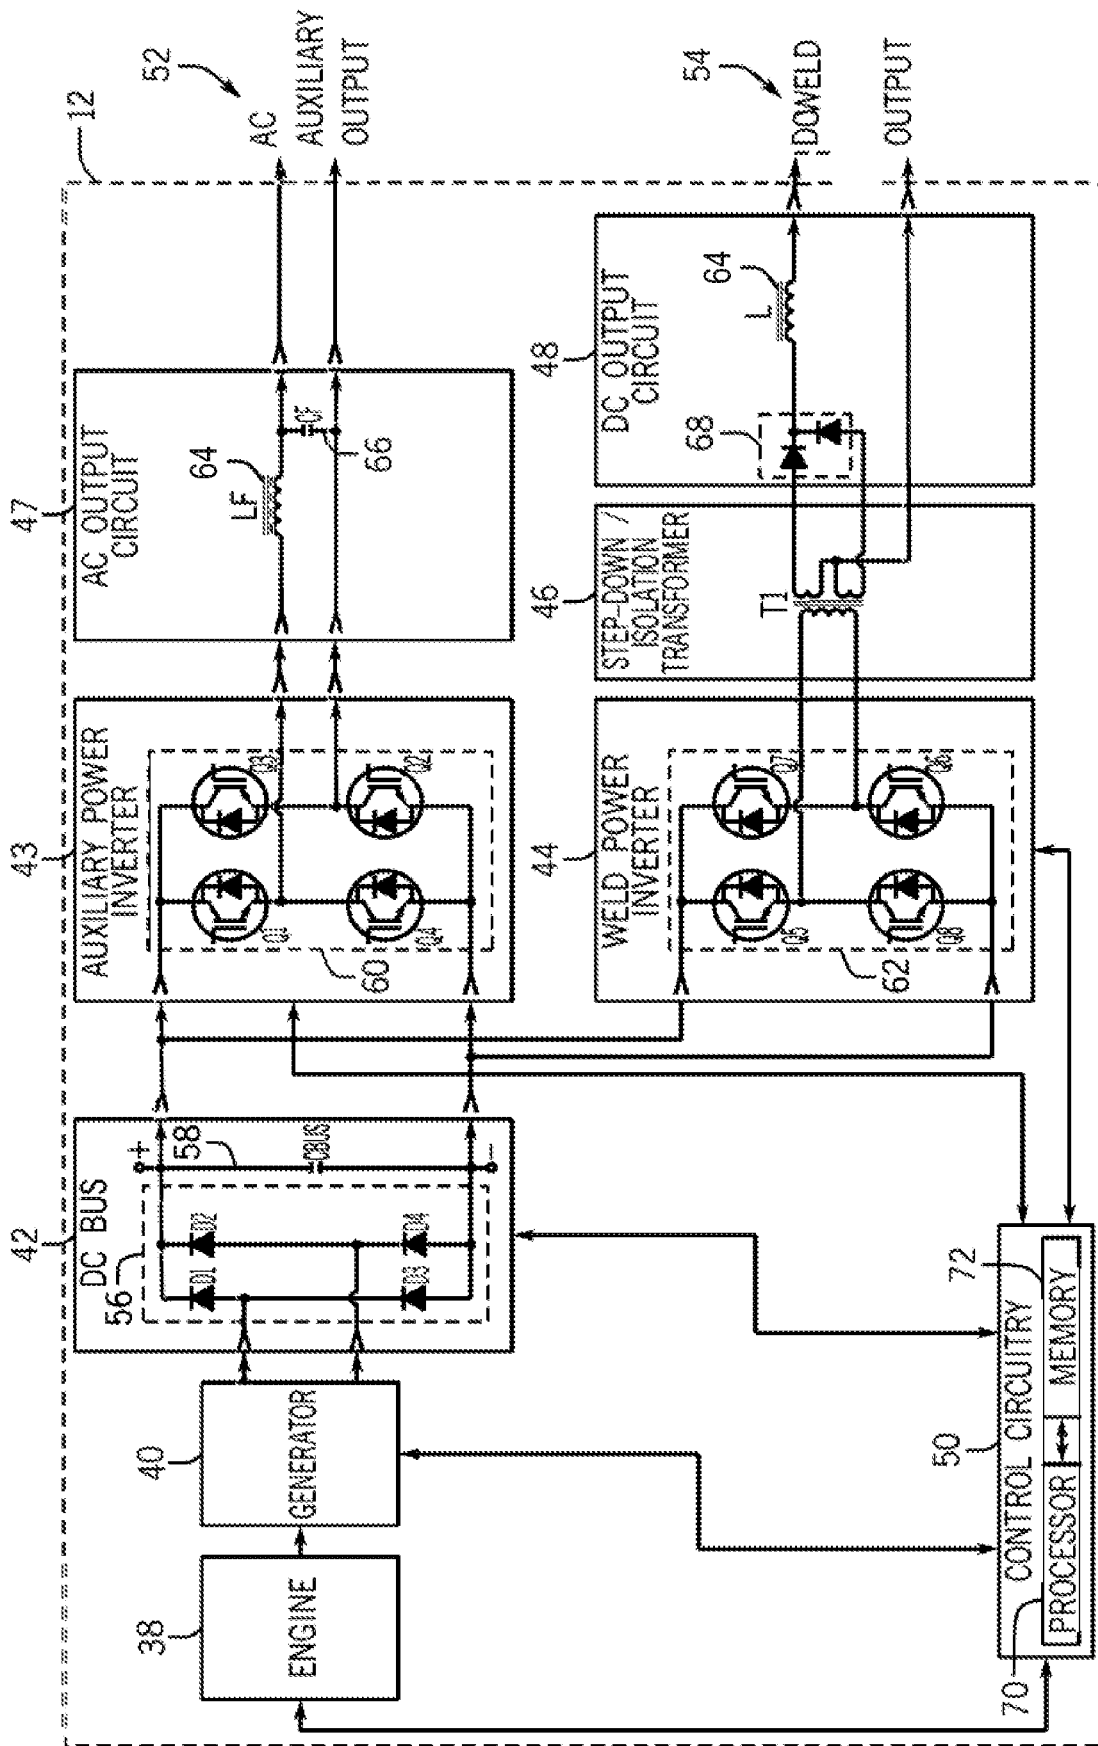 12
52
AC
AUXILIARY
OUTPUT
54
DOWELD
OUTPUT
38
ENGINE
40
GENERATOR
42
DC BUS
56
D1
D2
D3
D4
+
58
CBUS
-
43
AUXILIARY POWER
INVERTER
Q1
Q3
Q4
Q2
60
47
AC OUTPUT
CIRCUIT
LF
64
CF
66
44
WELD POWER
INVERTER
Q5
Q7
Q8
Q6
62
46
STEP-DOWN /
ISOLATION
TRANSFORMER
T1
48
DC OUTPUT
CIRCUIT
68
L
64
50
CONTROL CIRCUITRY
70
PROCESSOR
72
MEMORY